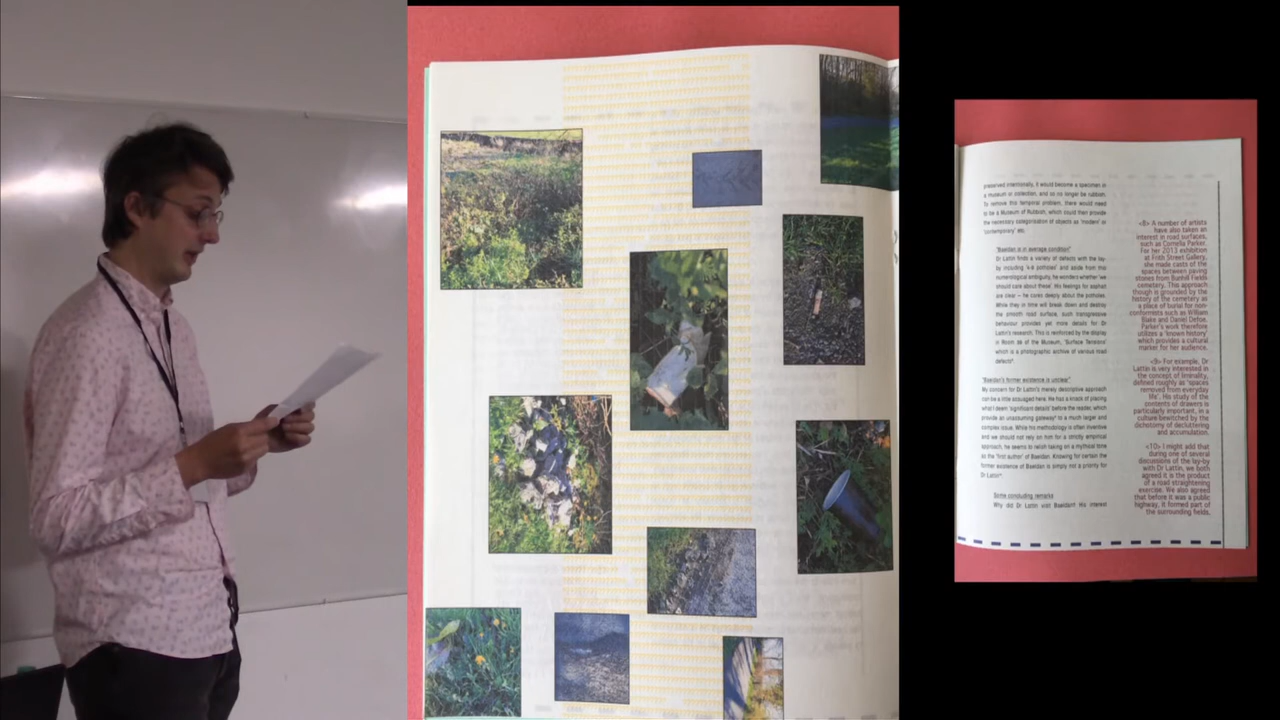 preserved intentionally, it would become a specimen in
a museum or collection, and so no longer be rubbish.
To remove this temporal problem, there would need
to be a Museum of Rubbish, which could then provide
the necessary categorisation of objects as 'modern' or
'contemporary' etc.
"Baeldan is in average condition"
Dr Lattin finds a variety of defects with the lay-
by including '4-6 potholes' and aside from this
numerological ambiguity, he wonders whether 'we
should care about these'. His feelings for asphalt
are clear – he cares deeply about the potholes.
While they in time will break down and destroy
the smooth road surface, such transgressive
behaviour provides yet more details for Dr
Lattin's research. This is reinforced by the display
in Room 2a of the Museum, 'Surface Tensions'
which is a photographic archive of various road
defects⁸.
"Baeldan's former existence is unclear"
My concern for Dr Lattin's merely descriptive approach
can be a little assuaged here. He has a knack of placing
what I deem 'significant details' before the reader, which
provide an unassuming gateway⁹ to a much larger and
complex issue. While his methodology is often inventive
and we should not rely on him for a strictly empirical
approach, he seems to relish taking on a mythical tone
as the 'first author' of Baeldan. Knowing for certain the
former existence of Baeldan is simply not a priority for
Dr Lattin¹⁰.
Some concluding remarks
Why did Dr Lattin visit Baeldan? His interest
<8> A number of artists
have also taken an
interest in road surfaces,
such as Cornelia Parker.
For her 2013 exhibition
at Frith Street Gallery,
she made casts of the
spaces between paving
stones from Bunhill Fields
cemetery. This approach
though is grounded by the
history of the cemetery as
a place of burial for non-
conformists such as William
Blake and Daniel Defoe.
Parker's work therefore
utilizes a 'known history'
which provides a cultural
marker for her audience.
<9> For example, Dr
Lattin is very interested in
the concept of liminality,
defined roughly as 'spaces
removed from everyday
life'. His study of the
contents of drawers is
particularly important, in a
culture bewitched by the
dichotomy of decluttering
and accumulation.
<10> I might add that
during one of several
discussions of the lay-by
with Dr Lattin, we both
agreed it is the product
of a road straightening
exercise. We also agreed
that before it was a public
highway, it formed part of
the surrounding fields.